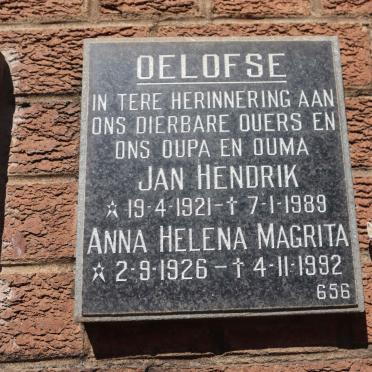 OELOFSE
IN TERE HERINNERING AAN
ONS DIERBARE OUERS EN
ONS OUPA EN OUMA
JAN HENDRIK
☆ 19-4-1921 - † 7-1-1989
ANNA HELENA MAGRITA
☆ 2-9-1926 - † 4-11-1992
656